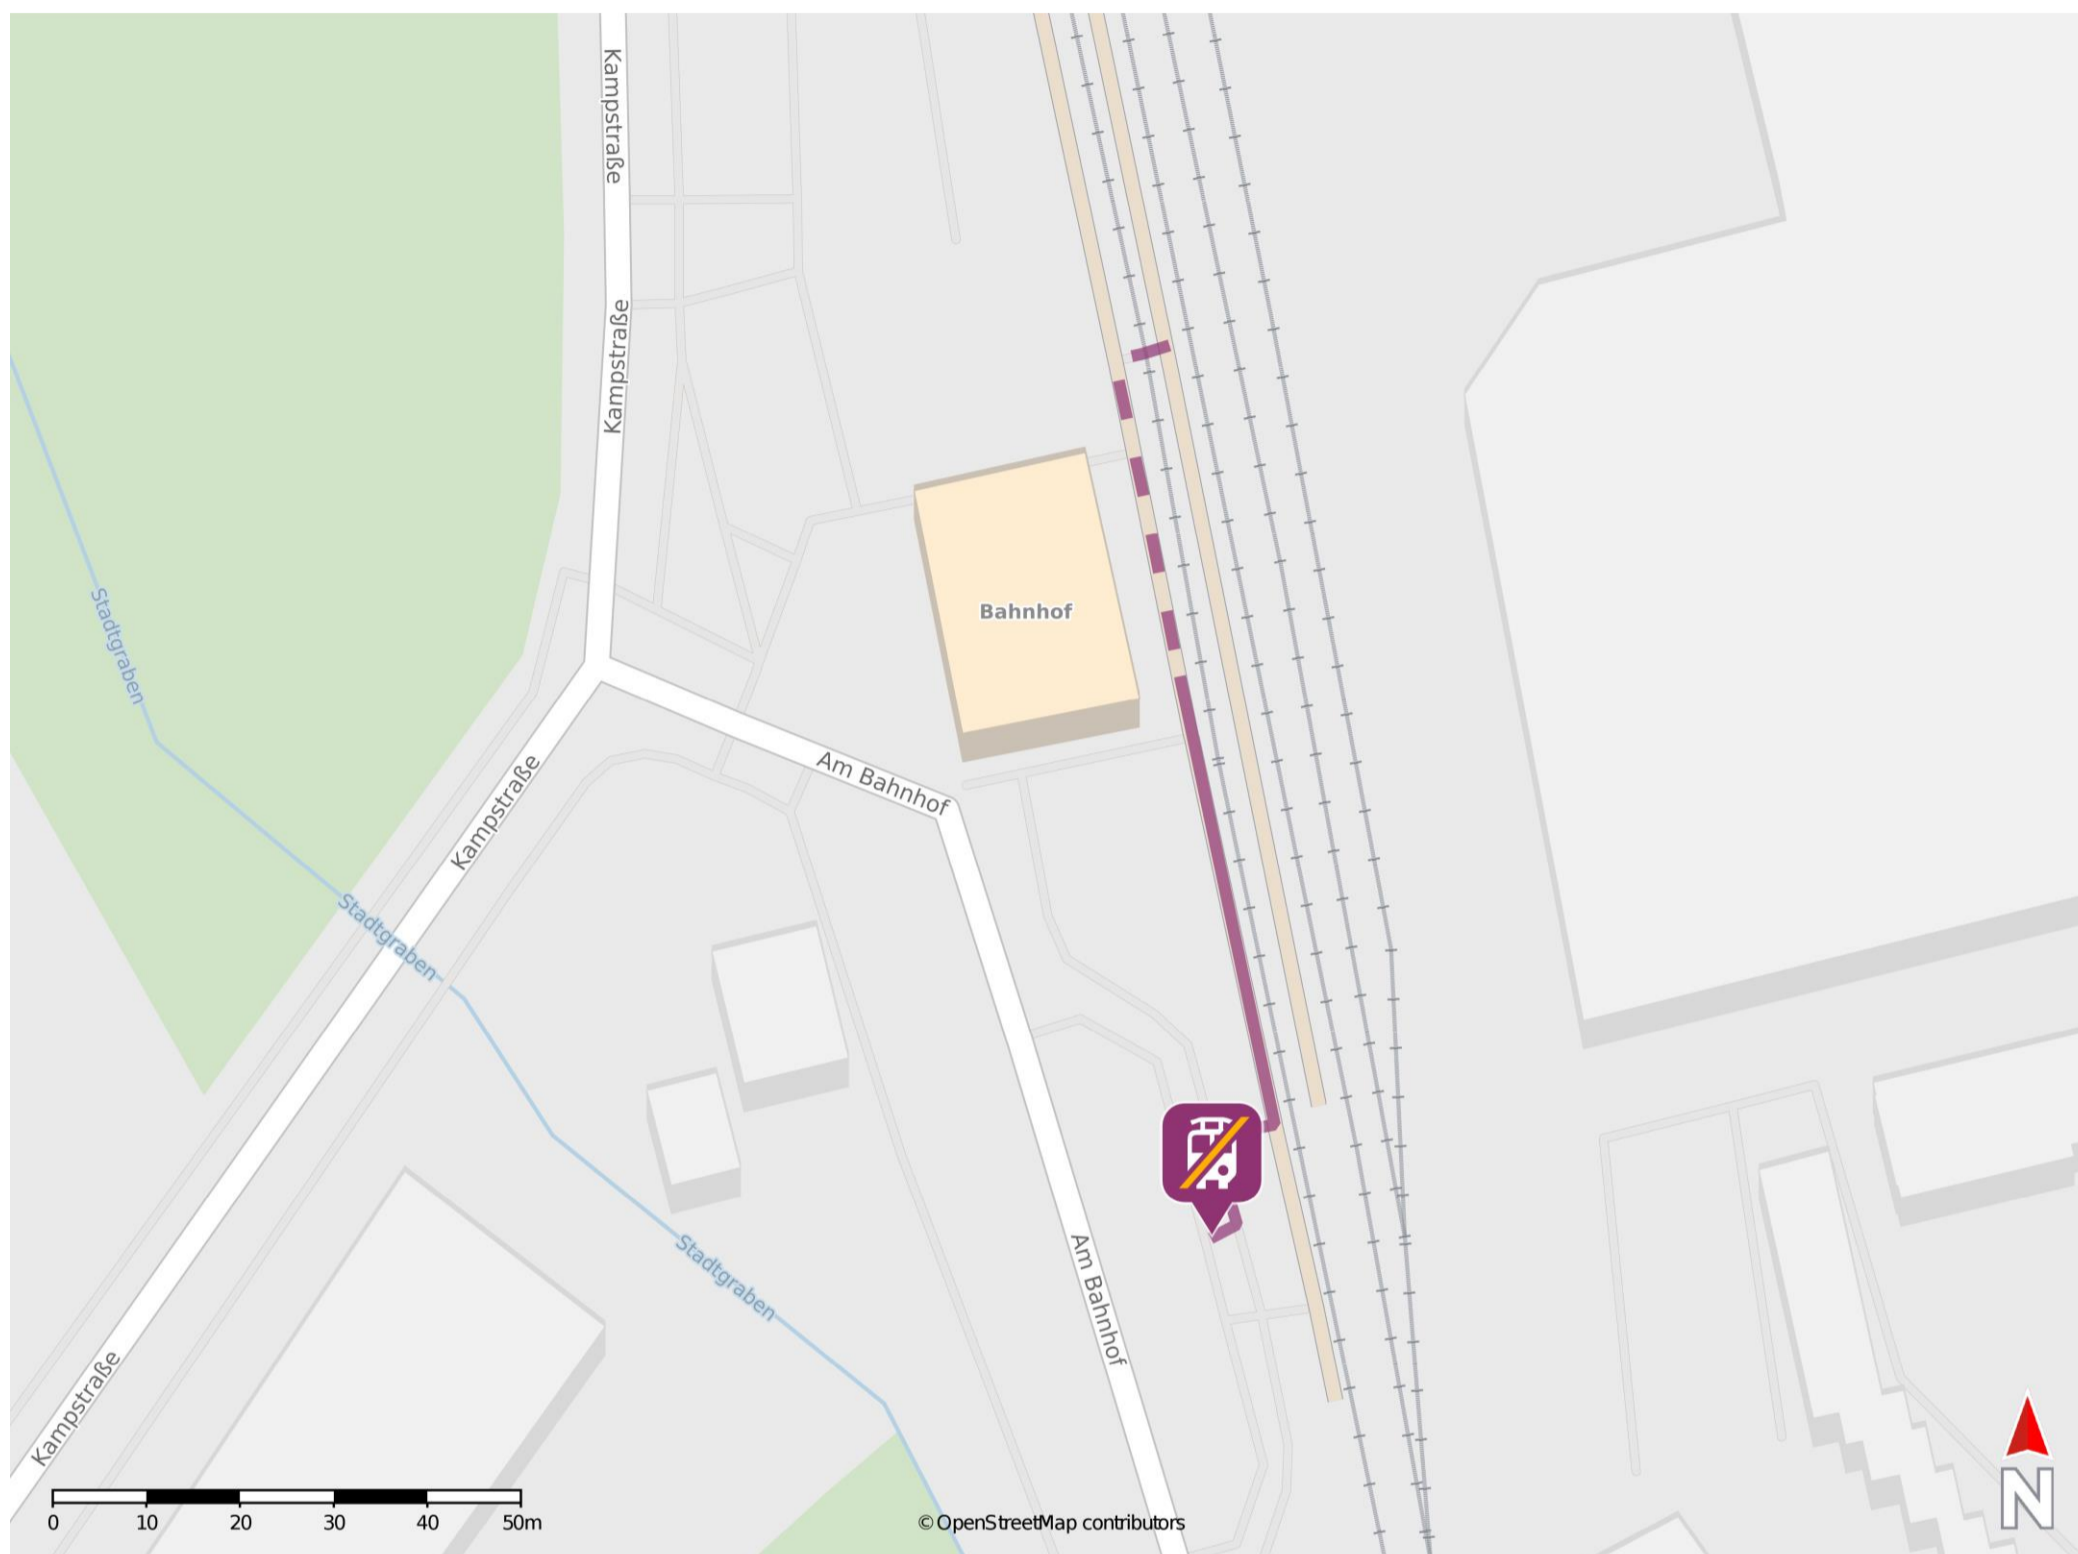 Kampstraße
Kampstraße
Bahnhof
Stadtgraben
Am Bahnhof
Kampstraße
Stadtgraben
Stadtgraben
Am Bahnhof
Kampstraße
0 10 20 30 40 50m
© OpenStreetMap contributors
N